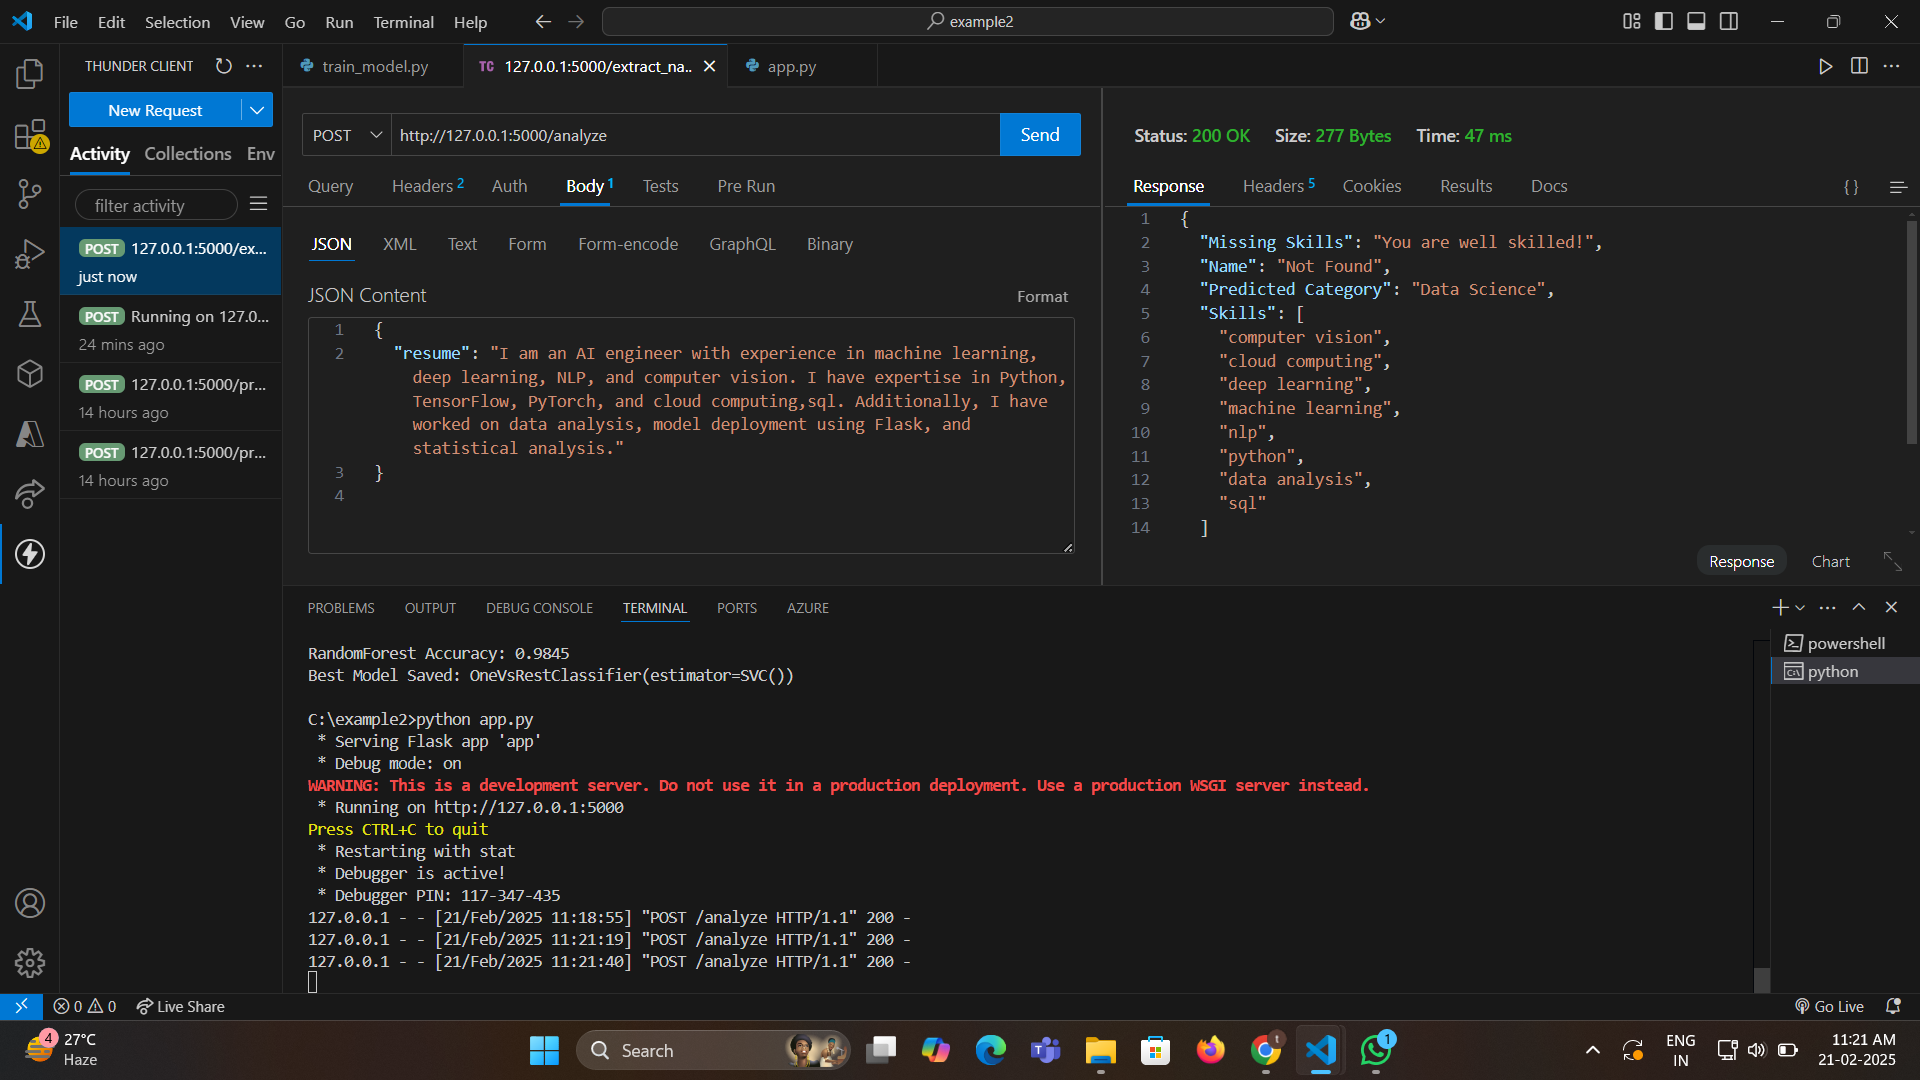 File Edit Selection View Go Run Terminal Help
example2
THUNDER CLIENT
train_model.py
TC 127.0.0.1:5000/extract_na..
app.py
New Request
Activity Collections Env
filter activity
POST 127.0.0.1:5000/ex...
just now
POST Running on 127.0...
24 mins ago
POST 127.0.0.1:5000/pr...
14 hours ago
POST 127.0.0.1:5000/pr...
14 hours ago
POST http://127.0.0.1:5000/analyze Send
Query Headers 2 Auth Body 1 Tests Pre Run
JSON XML Text Form Form-encode GraphQL Binary
JSON Content Format
1 {
2 "resume": "I am an AI engineer with experience in machine learning,
deep learning, NLP, and computer vision. I have expertise in Python,
TensorFlow, PyTorch, and cloud computing,sql. Additionally, I have
worked on data analysis, model deployment using Flask, and
statistical analysis."
3 }
4
Status: 200 OK Size: 277 Bytes Time: 47 ms
Response Headers 5 Cookies Results Docs { }
1 {
2 "Missing Skills": "You are well skilled!",
3 "Name": "Not Found",
4 "Predicted Category": "Data Science",
5 "Skills": [
6 "computer vision",
7 "cloud computing",
8 "deep learning",
9 "machine learning",
10 "nlp",
11 "python",
12 "data analysis",
13 "sql"
14 ]
Response Chart
PROBLEMS OUTPUT DEBUG CONSOLE TERMINAL PORTS AZURE
powershell
python
RandomForest Accuracy: 0.9845
Best Model Saved: OneVsRestClassifier(estimator=SVC())
C:\example2>python app.py
* Serving Flask app 'app'
* Debug mode: on
WARNING: This is a development server. Do not use it in a production deployment. Use a production WSGI server instead.
* Running on http://127.0.0.1:5000
Press CTRL+C to quit
* Restarting with stat
* Debugger is active!
* Debugger PIN: 117-347-435
127.0.0.1 - - [21/Feb/2025 11:18:55] "POST /analyze HTTP/1.1" 200 -
127.0.0.1 - - [21/Feb/2025 11:21:19] "POST /analyze HTTP/1.1" 200 -
127.0.0.1 - - [21/Feb/2025 11:21:40] "POST /analyze HTTP/1.1" 200 -
0 0 Live Share Go Live
4 27°C
Haze
Search
1
ENG
IN
11:21 AM
21-02-2025